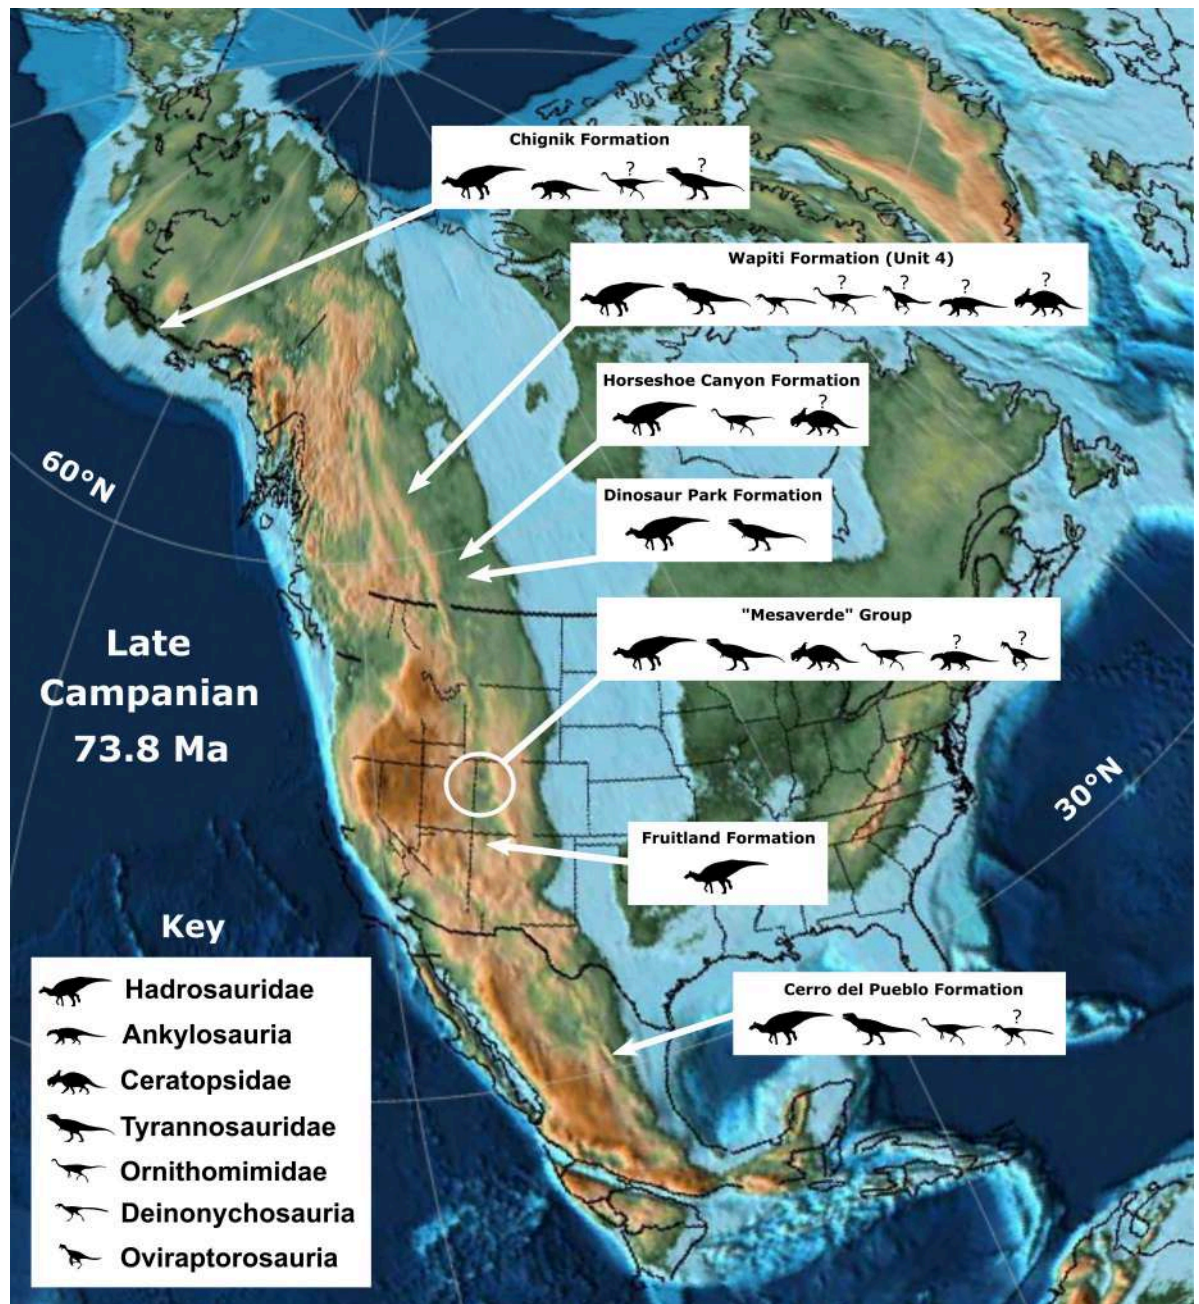 Chignik Formation
? ?
Wapiti Formation (Unit 4)
? ? ? ?
Horseshoe Canyon Formation
?
Dinosaur Park Formation
60°N
"Mesaverde" Group
? ?
Late
Campanian
73.8 Ma
30°N
Fruitland Formation
Key
Cerro del Pueblo Formation
?
Hadrosauridae
Ankylosauria
Ceratopsidae
Tyrannosauridae
Ornithomimidae
Deinonychosauria
Oviraptorosauria